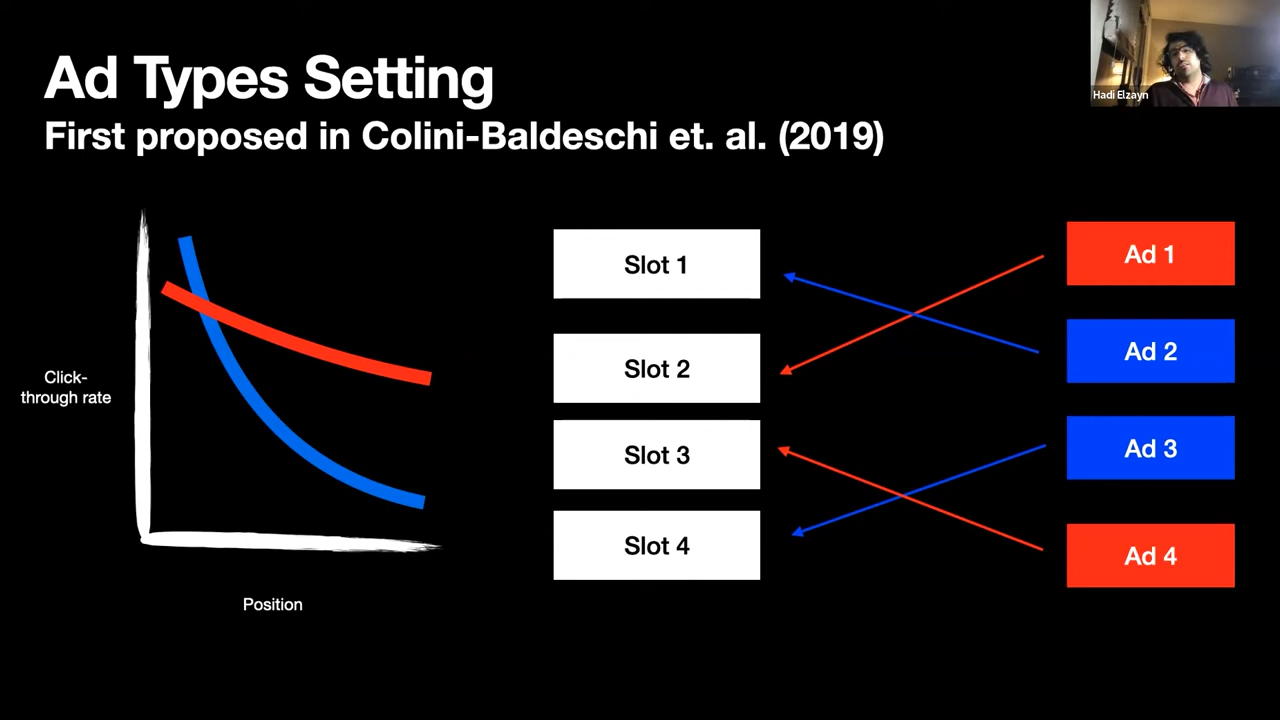 Ad Types Setting
First proposed in Colini-Baldeschi et. al. (2019)
Hadi Elzayn
Click-
through rate
Position
Slot 1
Slot 2
Slot 3
Slot 4
Ad 1
Ad 2
Ad 3
Ad 4